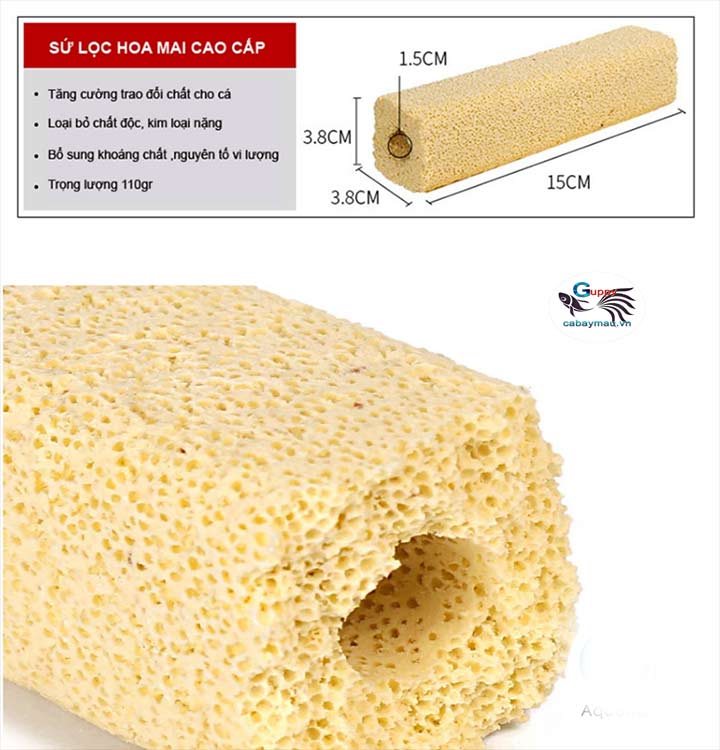 SỨ LỌC HOA MAI CAO CẤP
Tăng cường trao đổi chất cho cá
Loại bỏ chất độc, kim loại nặng
Bổ sung khoáng chất ,nguyên tố vi lượng
Trọng lượng 110gr
1.5CM
3.8CM
3.8CM
15CM
Guppy
cabaymau.vn